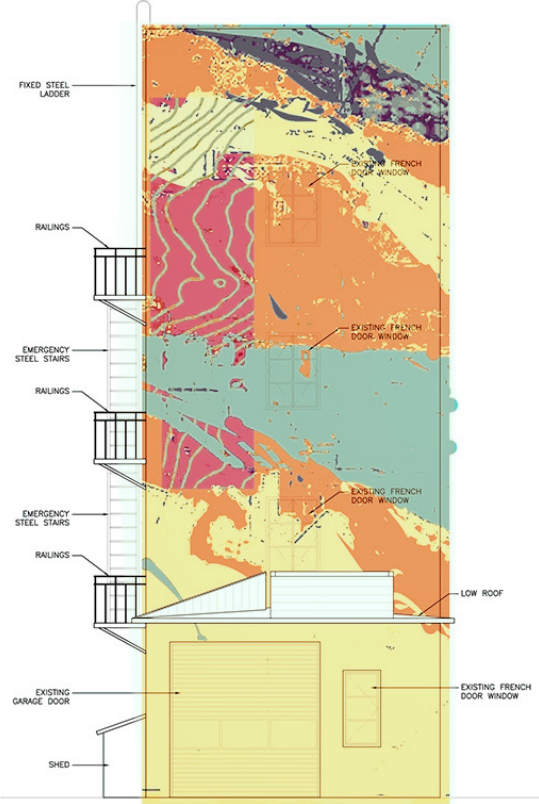 FIXED STEEL
LADDER
EXISTING FRENCH
DOOR WINDOW
RAILINGS
EXISTING FRENCH
DOOR WINDOW
EMERGENCY
STEEL STAIRS
RAILINGS
EXISTING FRENCH
DOOR WINDOW
EMERGENCY
STEEL STAIRS
RAILINGS
LOW ROOF
EXISTING
GARAGE DOOR
EXISTING FRENCH
DOOR WINDOW
SHED